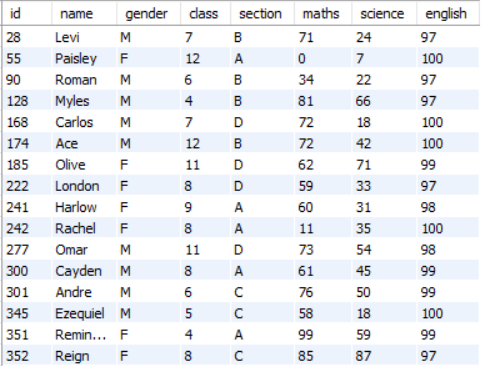 id name gender class section maths science english
28 Levi M 7 B 71 24 97
55 Paisley F 12 A 0 7 100
90 Roman M 6 B 34 22 97
128 Myles M 4 B 81 66 97
168 Carlos M 7 D 72 18 100
174 Ace M 12 B 72 42 100
185 Olive F 11 D 62 71 99
222 London F 8 D 59 33 97
241 Harlow F 9 A 60 31 98
242 Rachel F 8 A 11 35 100
277 Omar M 11 D 73 54 98
300 Cayden M 8 A 61 45 99
301 Andre M 6 C 76 50 99
345 Ezequiel M 5 C 58 18 100
351 Remin... F 4 A 99 59 99
352 Reign F 8 C 85 87 97